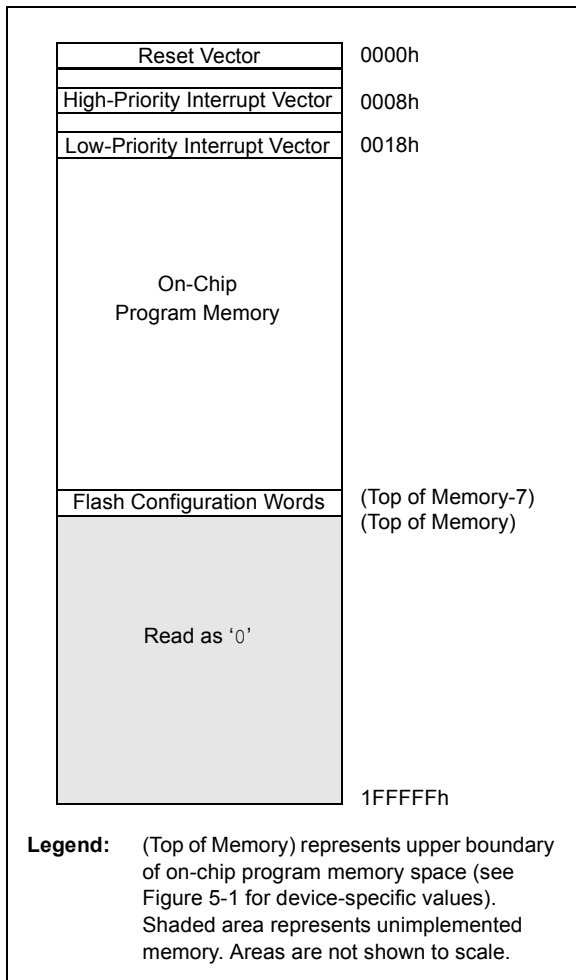 Reset Vector 0000h
High-Priority Interrupt Vector 0008h
Low-Priority Interrupt Vector 0018h
On-Chip
Program Memory
Flash Configuration Words (Top of Memory-7)
(Top of Memory)
Read as ‘0’
1FFFFFh
Legend: (Top of Memory) represents upper boundary
of on-chip program memory space (see
Figure 5-1 for device-specific values).
Shaded area represents unimplemented
memory. Areas are not shown to scale.